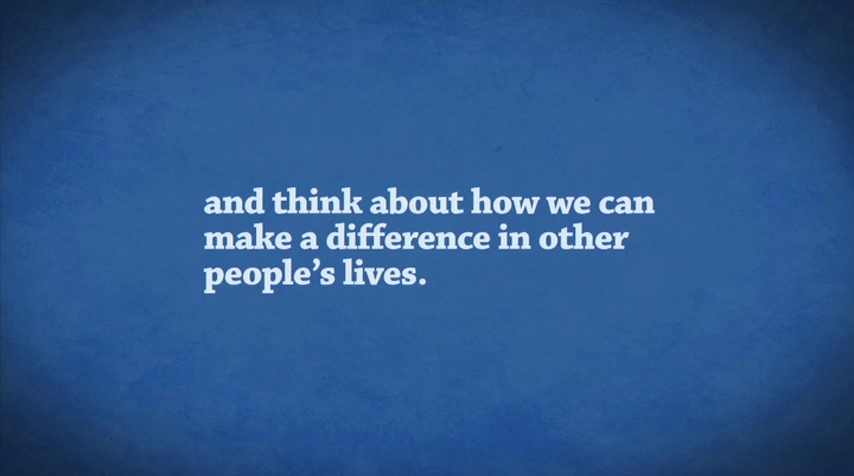 and think about how we can
make a difference in other
people’s lives.